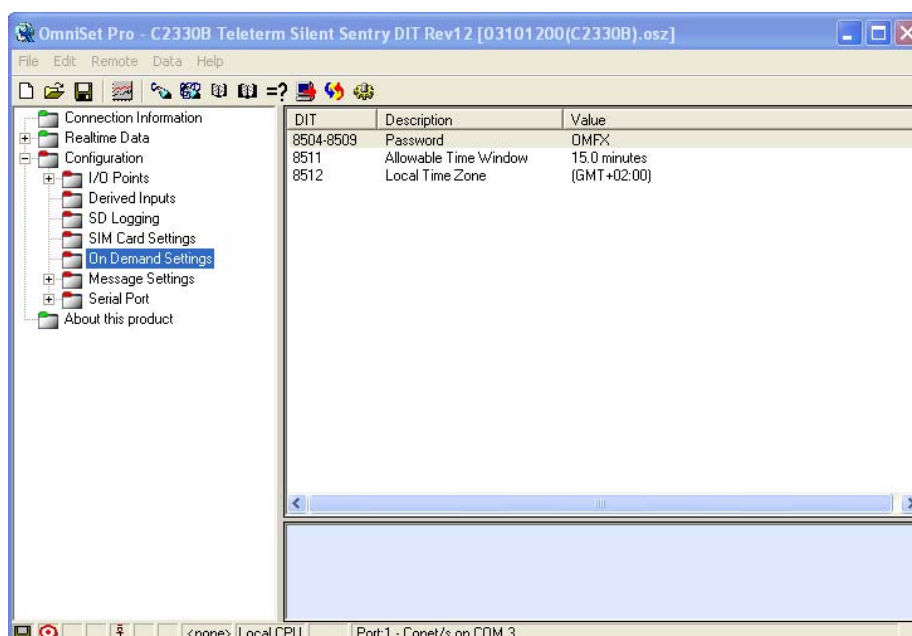 OmniSet Pro - C2330B Teleterm Silent Sentry DIT Rev12 [03101200(C2330B).osz]
File Edit Remote Data Help
=?
Connection Information
Realtime Data
Configuration
I/O Points
Derived Inputs
SD Logging
SIM Card Settings
On Demand Settings
Message Settings
Serial Port
About this product
DIT Description Value
8504-8509 Password OMFX
8511 Allowable Time Window 15.0 minutes
8512 Local Time Zone (GMT+02:00)
<none> Local CPU Port:1 - Conet/s on COM 3